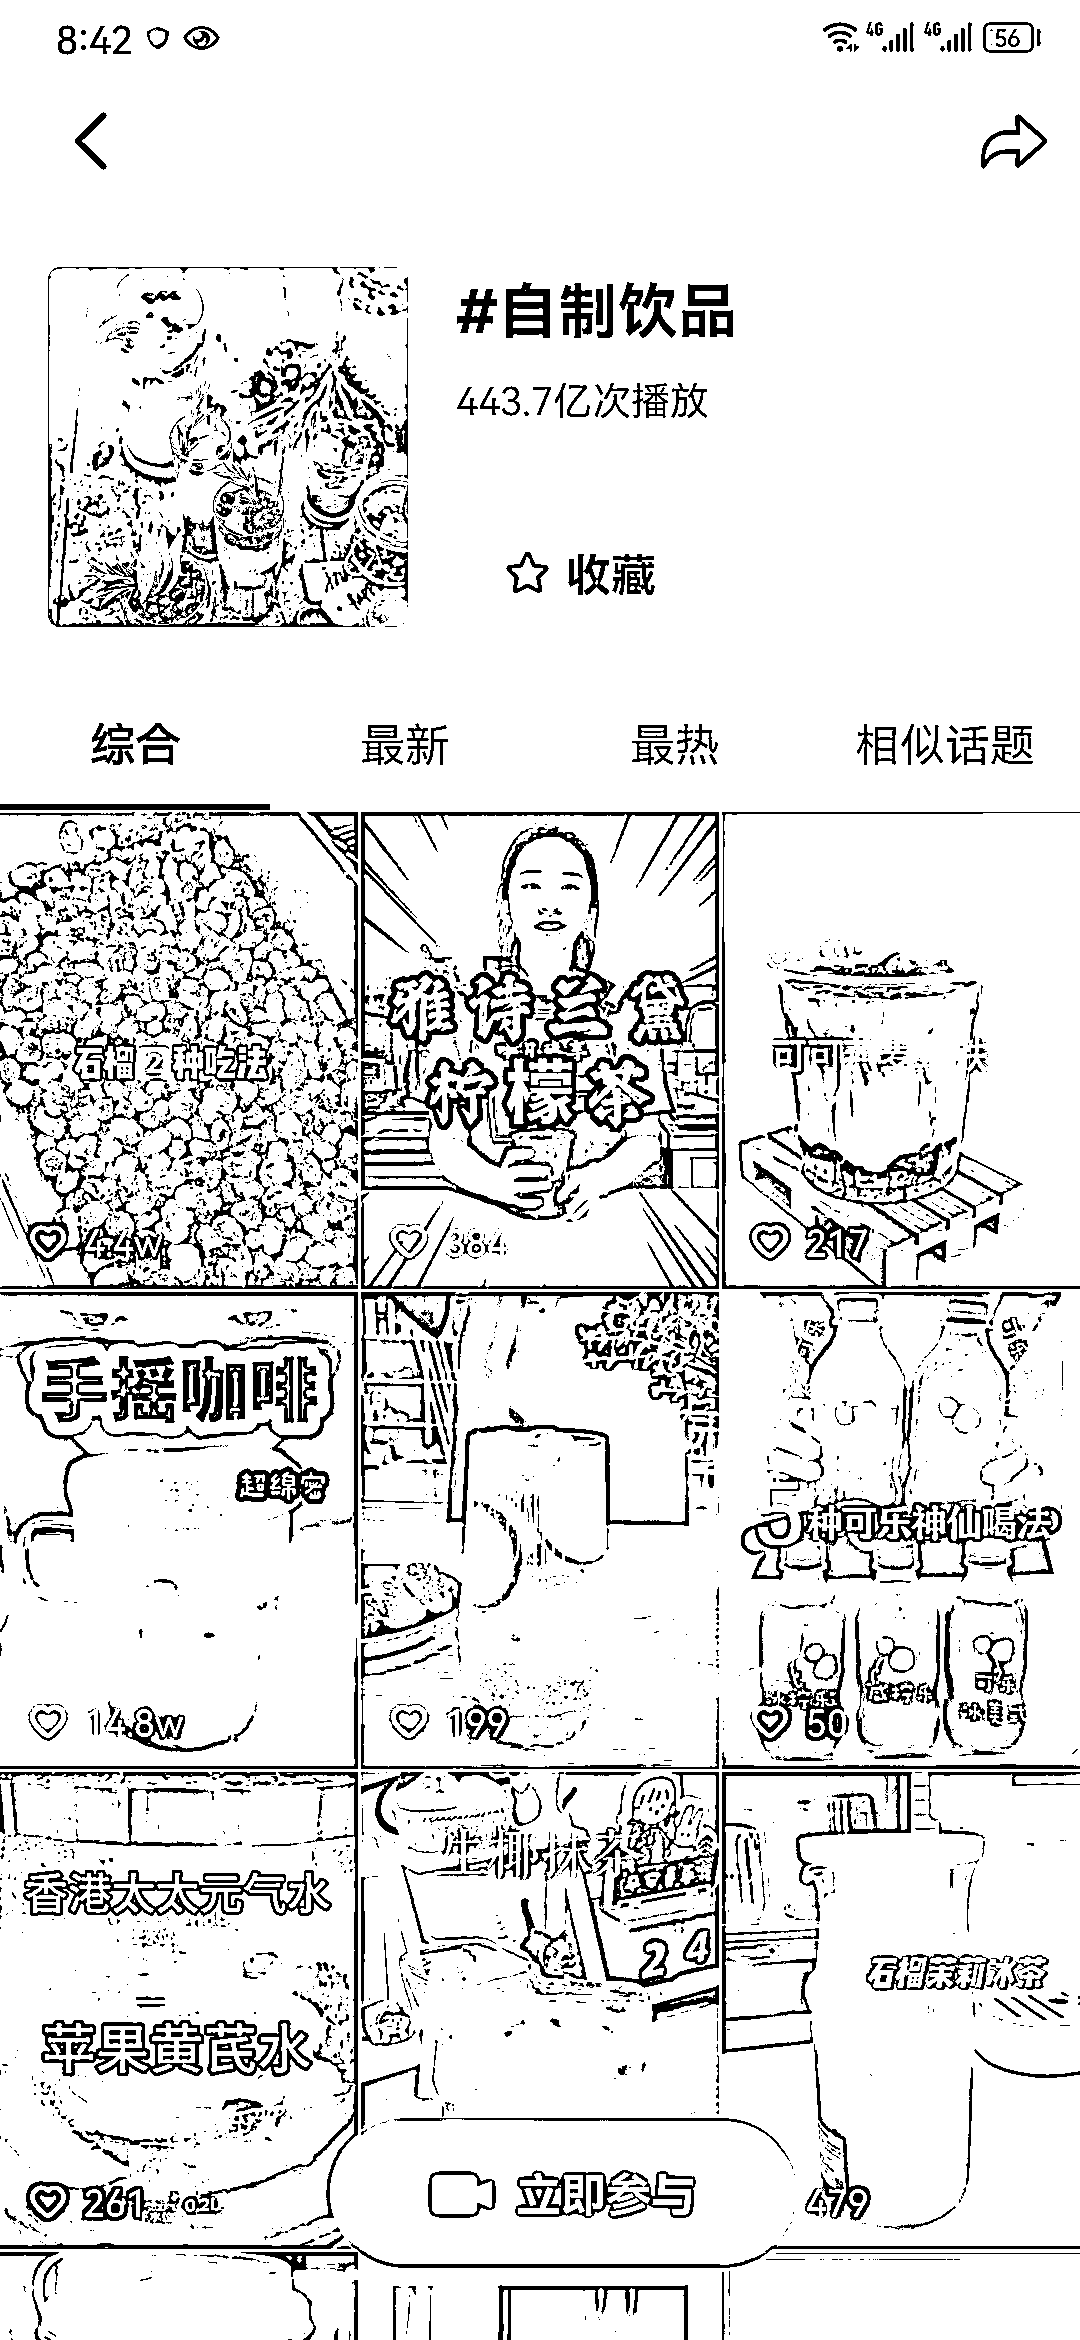 8:42
4G 4G 56
#自制饮品
443.7亿次播放
收藏
综合 最新 最热 相似话题
石榴2种吃法
4.4w
雅诗兰黛
柠檬茶
384
可可
217
手摇咖啡
超绵密
14.8w
199
种可乐神仙喝法
可乐
50
香港太太元气水
苹果黄芪水
261
生椰抹茶
24
石榴茉莉冰茶
479
立即参与